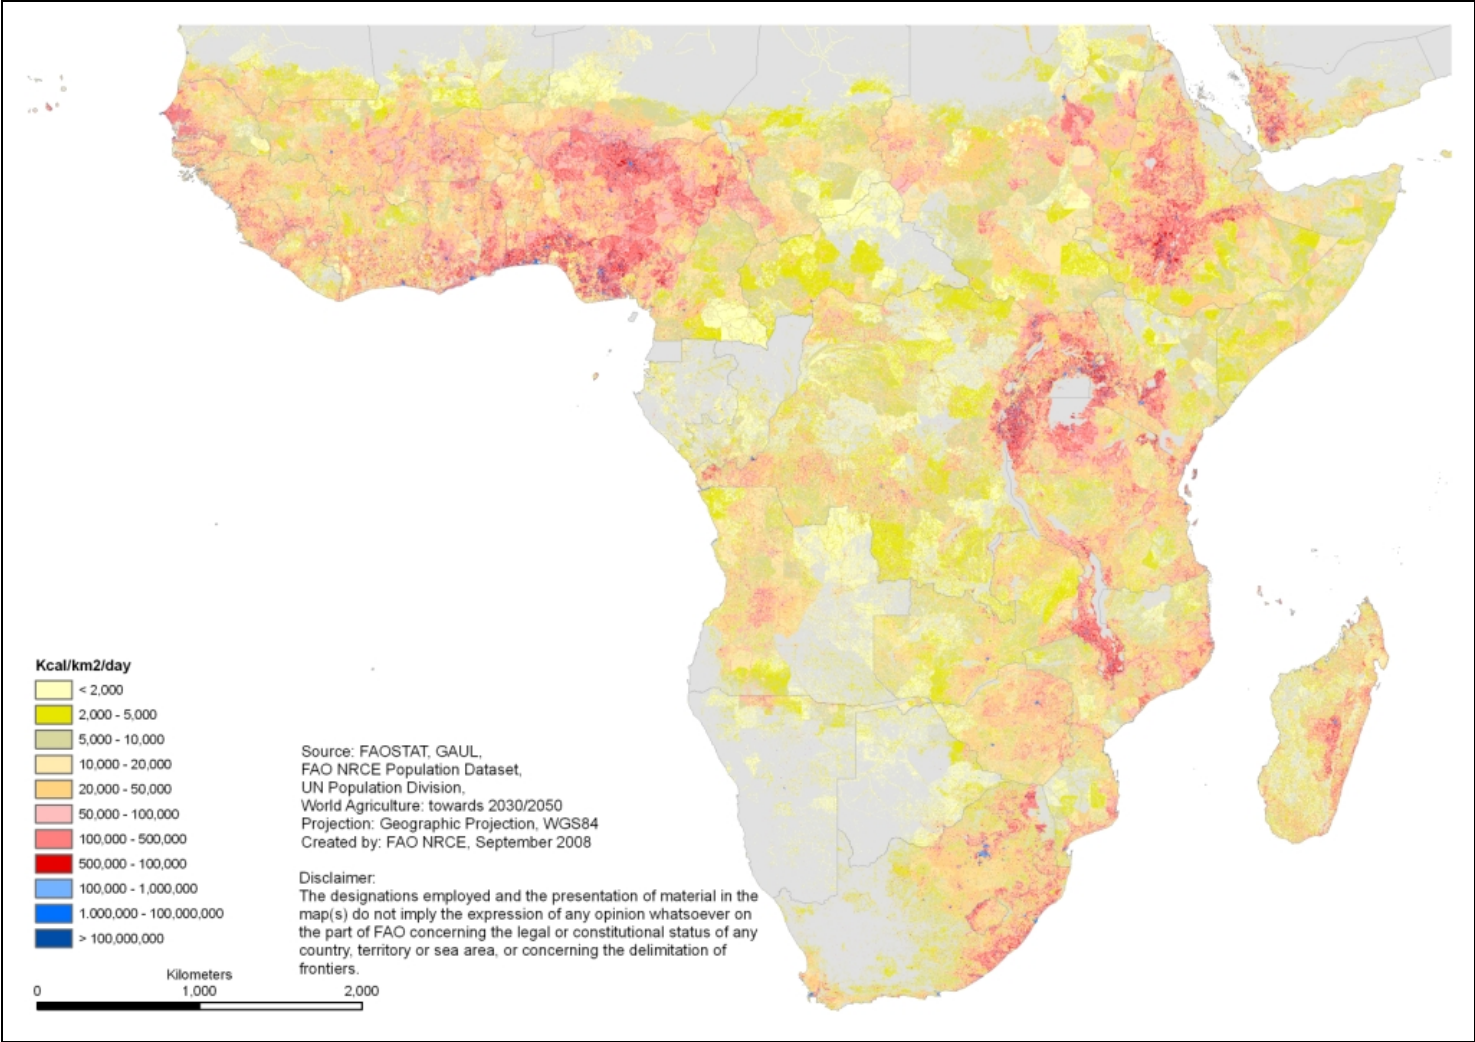 Kcal/km2/day
< 2,000
2,000 - 5,000
5,000 - 10,000
10,000 - 20,000
20,000 - 50,000
50,000 - 100,000
100,000 - 500,000
500,000 - 100,000
100,000 - 1,000,000
1.000,000 - 100,000,000
> 100,000,000
Kilometers
0 1,000 2,000
Source: FAOSTAT, GAUL,
FAO NRCE Population Dataset,
UN Population Division,
World Agriculture: towards 2030/2050
Projection: Geographic Projection, WGS84
Created by: FAO NRCE, September 2008
Disclaimer:
The designations employed and the presentation of material in the
map(s) do not imply the expression of any opinion whatsoever on
the part of FAO concerning the legal or constitutional status of any
country, territory or sea area, or concerning the delimitation of
frontiers.